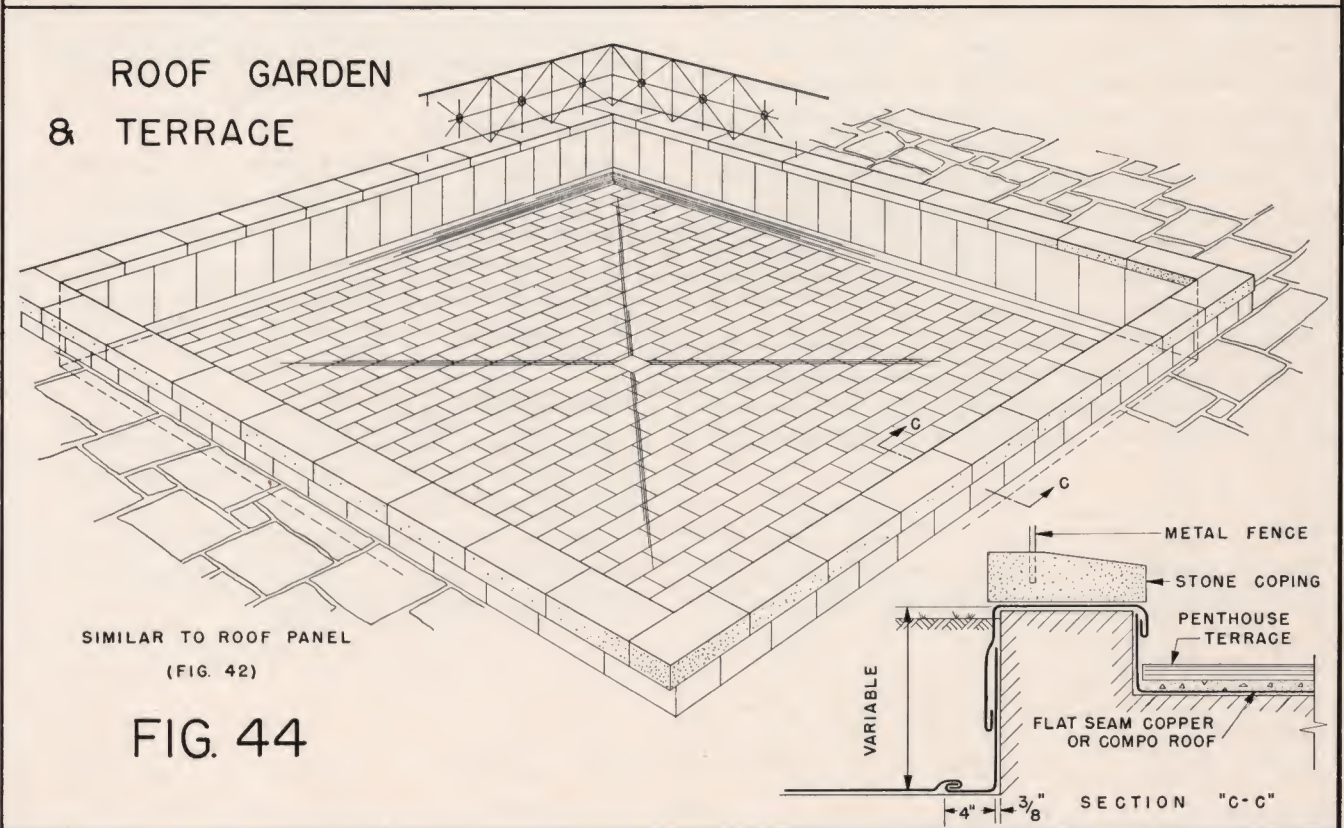 ROOF GARDEN
& TERRACE
C
C
METAL FENCE
STONE COPING
PENTHOUSE
TERRACE
VARIABLE
FLAT SEAM COPPER
OR COMPO ROOF
4" 3/8" SECTION "C-C"
SIMILAR TO ROOF PANEL
(FIG. 42)
FIG. 44